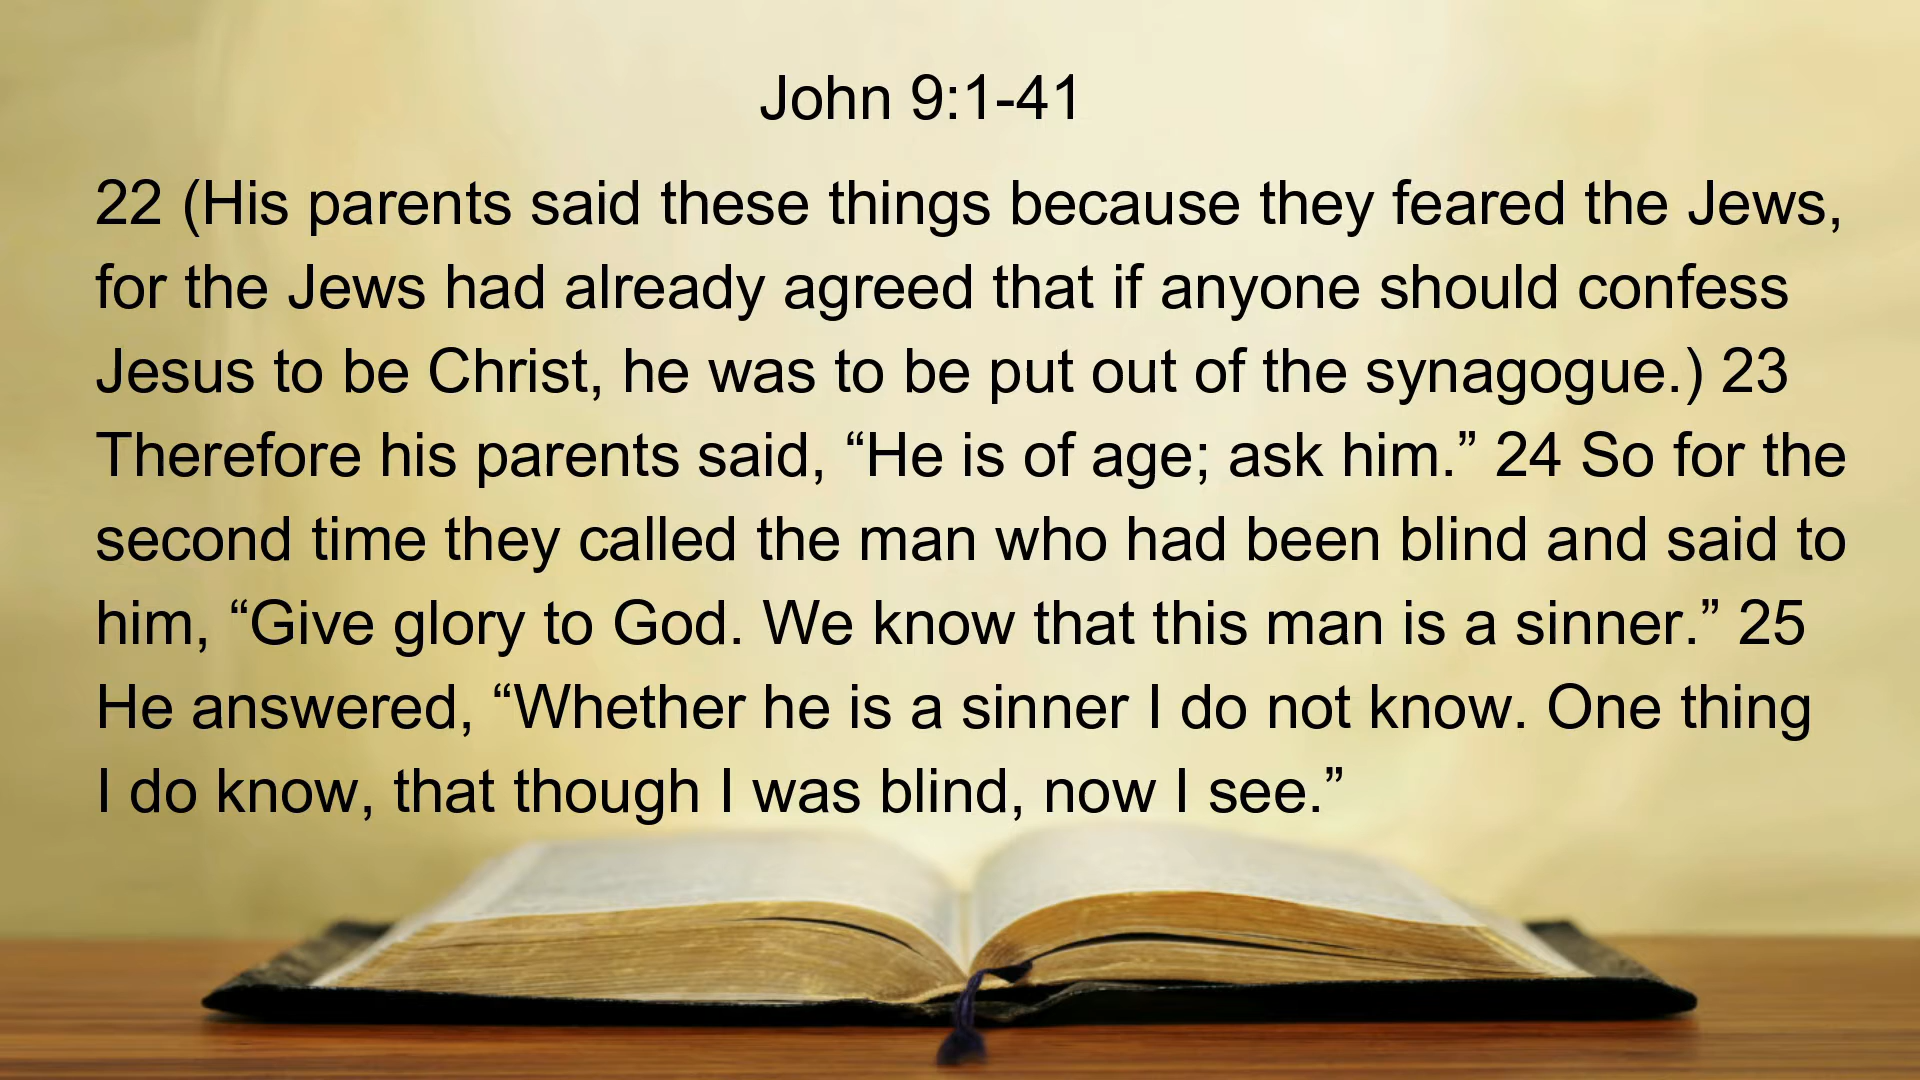 John 9:1-41
22 (His parents said these things because they feared the Jews,
for the Jews had already agreed that if anyone should confess
Jesus to be Christ, he was to be put out of the synagogue.) 23
Therefore his parents said, “He is of age; ask him.” 24 So for the
second time they called the man who had been blind and said to
him, “Give glory to God. We know that this man is a sinner.” 25
He answered, “Whether he is a sinner I do not know. One thing
I do know, that though I was blind, now I see.”